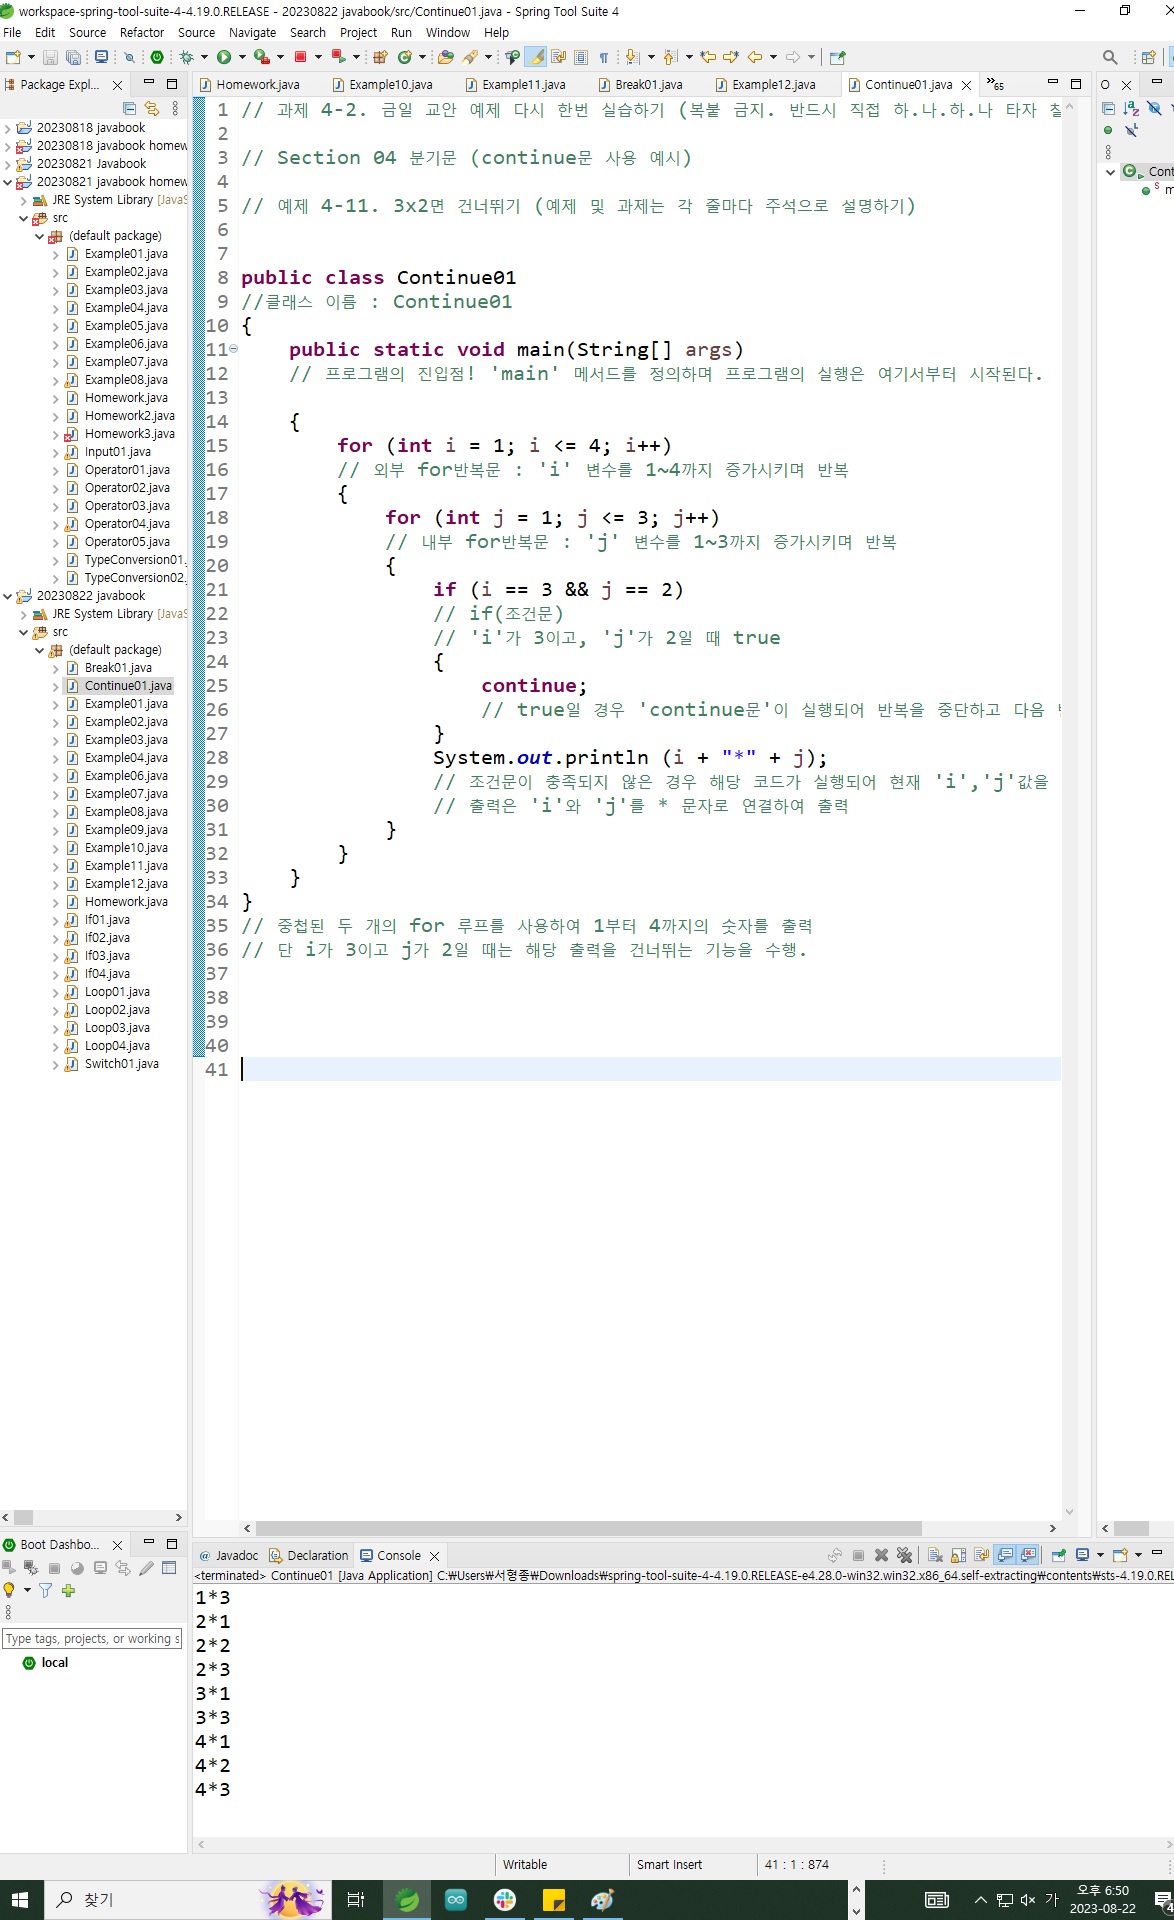 workspace-spring-tool-suite-4-4.19.0.RELEASE - 20230822 javabook/src/Continue01.java - Spring Tool Suite 4
File Edit Source Refactor Source Navigate Search Project Run Window Help
Package Expl...
20230818 javabook
20230818 javabook homew
20230821 Javabook
20230821 javabook homew
JRE System Library [JavaS
src
(default package)
Example01.java
Example02.java
Example03.java
Example04.java
Example05.java
Example06.java
Example07.java
Example08.java
Homework.java
Homework2.java
Homework3.java
Input01.java
Operator01.java
Operator02.java
Operator03.java
Operator04.java
Operator05.java
TypeConversion01.
TypeConversion02.
20230822 javabook
JRE System Library [JavaS
src
(default package)
Break01.java
Continue01.java
Example01.java
Example02.java
Example03.java
Example04.java
Example06.java
Example07.java
Example08.java
Example09.java
Example10.java
Example11.java
Example12.java
Homework.java
If01.java
If02.java
If03.java
If04.java
Loop01.java
Loop02.java
Loop03.java
Loop04.java
Switch01.java
Homework.java Example10.java Example11.java Break01.java Example12.java Continue01.java »65
1 // 과제 4-2. 금일 교안 예제 다시 한번 실습하기 (복붙 금지. 반드시 직접 하.나.하.나 타자 칠
2
3 // Section 04 분기문 (continue문 사용 예시)
4
5 // 예제 4-11. 3x2면 건너뛰기 (예제 및 과제는 각 줄마다 주석으로 설명하기)
6
7
8 public class Continue01
9 //클래스 이름 : Continue01
10 {
11 public static void main(String[] args)
12 // 프로그램의 진입점! 'main' 메서드를 정의하며 프로그램의 실행은 여기서부터 시작된다.
13
14 {
15 for (int i = 1; i <= 4; i++)
16 // 외부 for반복문 : 'i' 변수를 1~4까지 증가시키며 반복
17 {
18 for (int j = 1; j <= 3; j++)
19 // 내부 for반복문 : 'j' 변수를 1~3까지 증가시키며 반복
20 {
21 if (i == 3 && j == 2)
22 // if(조건문)
23 // 'i'가 3이고, 'j'가 2일 때 true
24 {
25 continue;
26 // true일 경우 'continue문'이 실행되어 반복을 중단하고 다음
27 }
28 System.out.println (i + "*" + j);
29 // 조건문이 충족되지 않은 경우 해당 코드가 실행되어 현재 'i','j'값을
30 // 출력은 'i'와 'j'를 * 문자로 연결하여 출력
31 }
32 }
33 }
34 }
35 // 중첩된 두 개의 for 루프를 사용하여 1부터 4까지의 숫자를 출력
36 // 단 i가 3이고 j가 2일 때는 해당 출력을 건너뛰는 기능을 수행.
37
38
39
40
41
Cont
m
Boot Dashbo...
Type tags, projects, or working s
local
Javadoc Declaration Console
<terminated> Continue01 [Java Application] C:₩Users₩서형종₩Downloads₩spring-tool-suite-4-4.19.0.RELEASE-e4.28.0-win32.win32.x86_64.self-extracting₩contents₩sts-4.19.0.REL
1*3
2*1
2*2
2*3
3*1
3*3
4*1
4*2
4*3
Writable Smart Insert 41 : 1 : 874
찾기
가
오후 6:50
2023-08-22